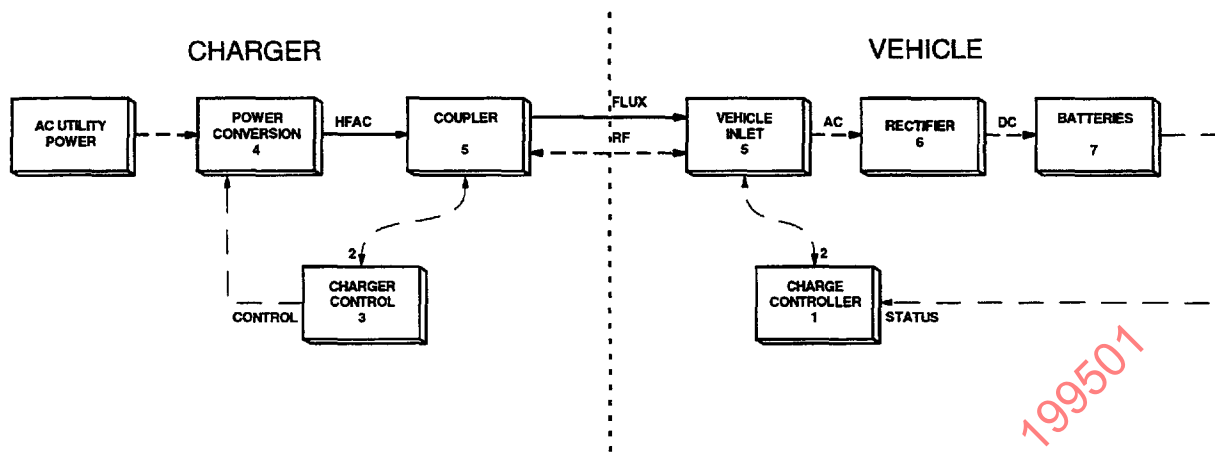 CHARGER
VEHICLE
AC UTILITY
POWER
POWER
CONVERSION
4
HFAC
COUPLER
5
FLUX
RF
VEHICLE
INLET
5
AC
RECTIFIER
6
DC
BATTERIES
7
2
CHARGER
CONTROL
3
CONTROL
2
CHARGE
CONTROLLER
1
STATUS
199501